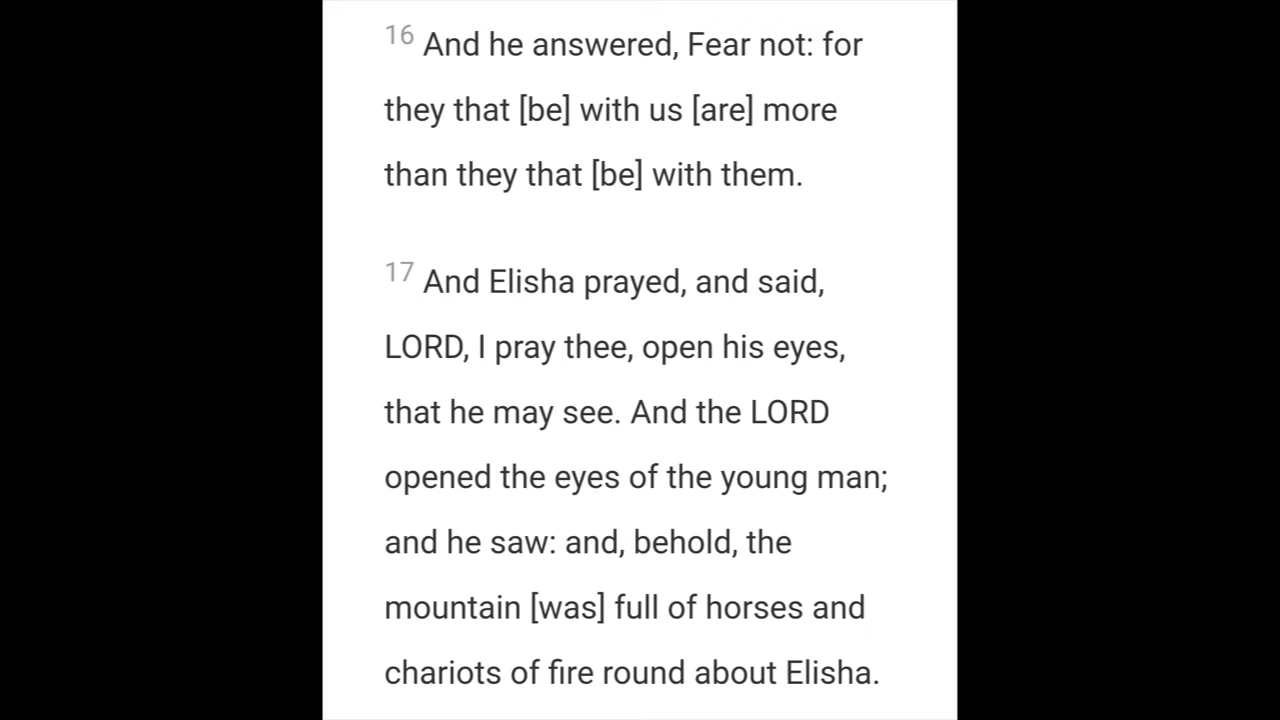 16 And he answered, Fear not: for
they that [be] with us [are] more
than they that [be] with them.
17 And Elisha prayed, and said,
LORD, I pray thee, open his eyes,
that he may see. And the LORD
opened the eyes of the young man;
and he saw: and, behold, the
mountain [was] full of horses and
chariots of fire round about Elisha.